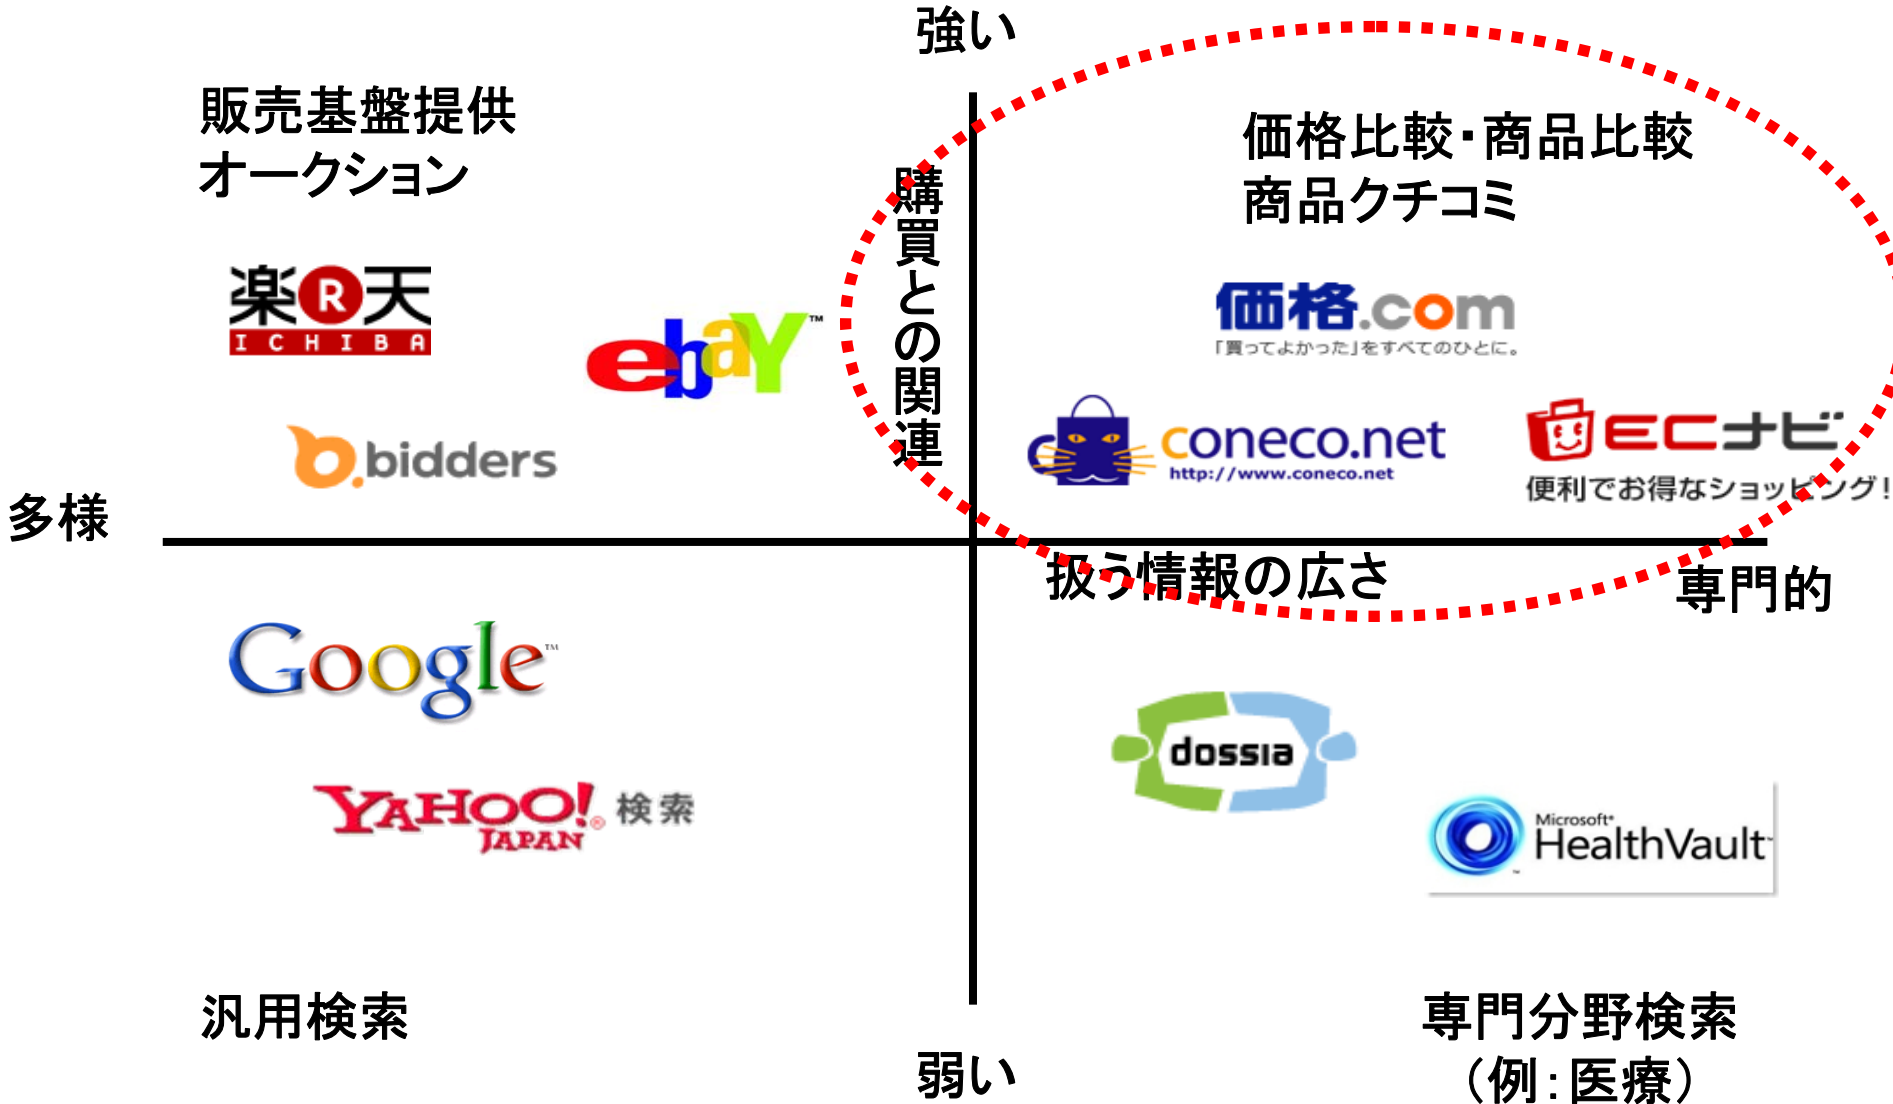 強い
販売基盤提供
オークション
価格比較・商品比較
商品クチコミ
購買との関連
楽R天
ICHIBA
ebaY™
bidders
価格.com
「買ってよかった」をすべてのひとに。
coneco.net
http://www.coneco.net
ECナビ
便利でお得なショッピング!
多様
扱う情報の広さ
専門的
Google™
YAHOO!® 検索
JAPAN
dossia
Microsoft®
HealthVault™
汎用検索
専門分野検索
(例:医療)
弱い